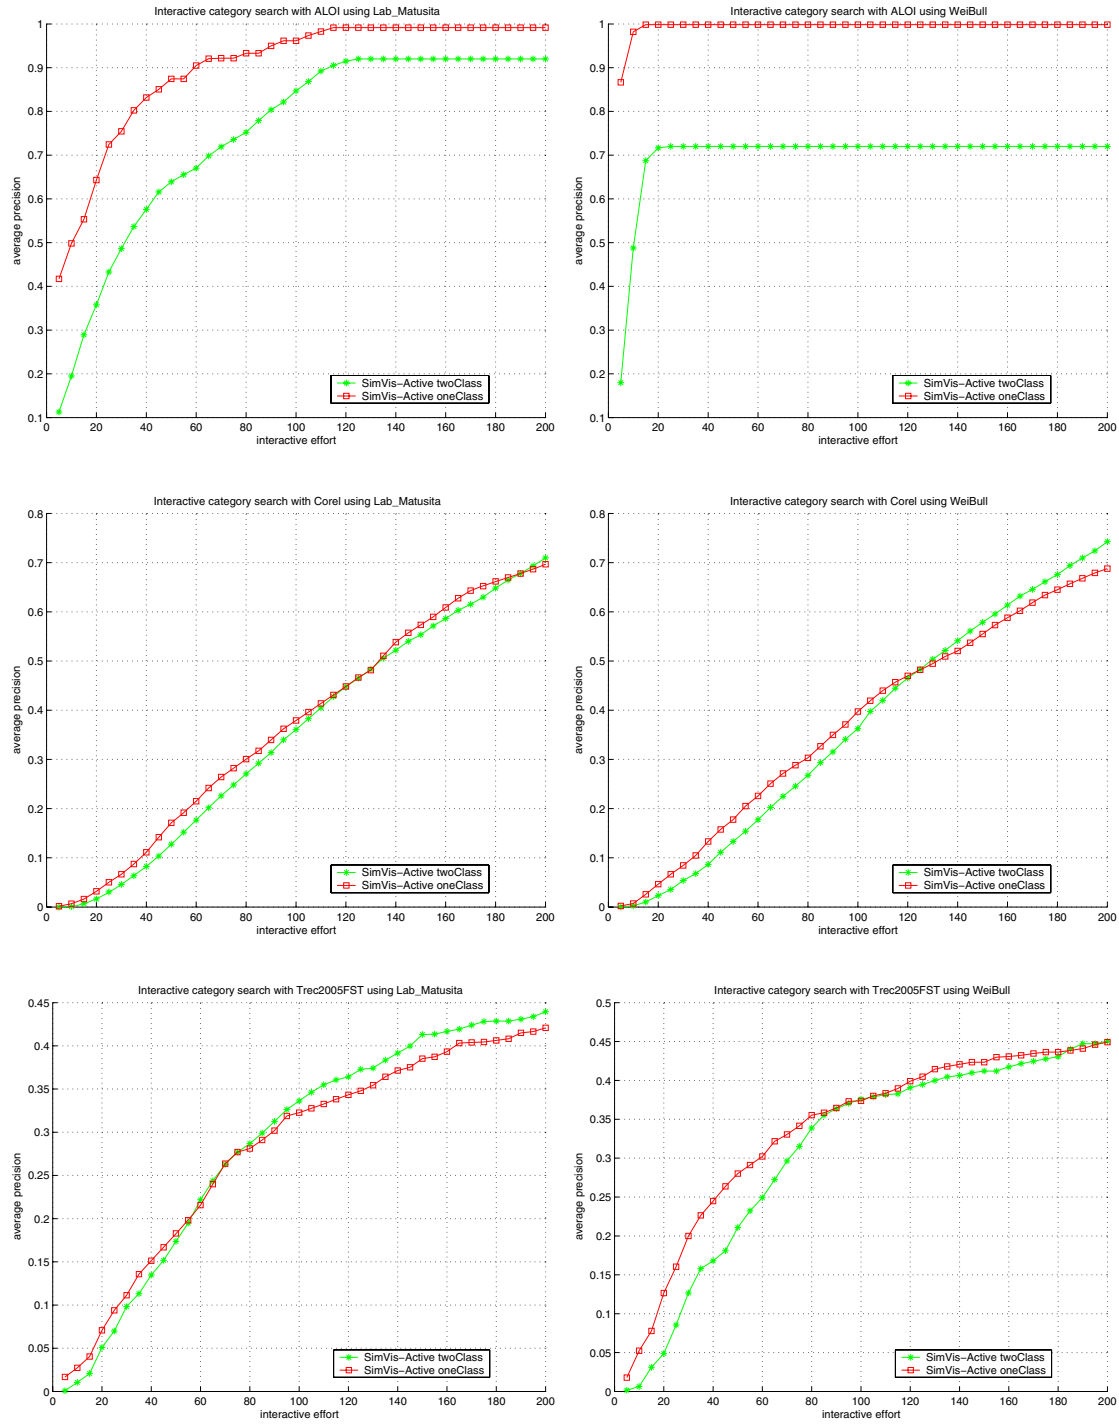 Interactive category search with ALOI using Lab_Matusita
1
0.9
0.8
0.7
0.6
0.5
0.4
0.3
0.2
0.1
average precision
SimVis-Active twoClass
SimVis-Active oneClass
0 20 40 60 80 100 120 140 160 180 200
interactive effort
Interactive category search with ALOI using WeiBull
1
0.9
0.8
0.7
0.6
0.5
0.4
0.3
0.2
0.1
average precision
SimVis-Active twoClass
SimVis-Active oneClass
0 20 40 60 80 100 120 140 160 180 200
interactive effort
Interactive category search with Corel using Lab_Matusita
0.8
0.7
0.6
0.5
0.4
0.3
0.2
0.1
0
average precision
SimVis-Active twoClass
SimVis-Active oneClass
0 20 40 60 80 100 120 140 160 180 200
interactive effort
Interactive category search with Corel using WeiBull
0.8
0.7
0.6
0.5
0.4
0.3
0.2
0.1
0
average precision
SimVis-Active twoClass
SimVis-Active oneClass
0 20 40 60 80 100 120 140 160 180 200
interactive effort
Interactive category search with Trec2005FST using Lab_Matusita
0.45
0.4
0.35
0.3
0.25
0.2
0.15
0.1
0.05
0
average precision
SimVis-Active twoClass
SimVis-Active oneClass
0 20 40 60 80 100 120 140 160 180 200
interactive effort
Interactive category search with Trec2005FST using WeiBull
0.5
0.45
0.4
0.35
0.3
0.25
0.2
0.15
0.1
0.05
0
average precision
SimVis-Active twoClass
SimVis-Active oneClass
0 20 40 60 80 100 120 140 160 180 200
interactive effort